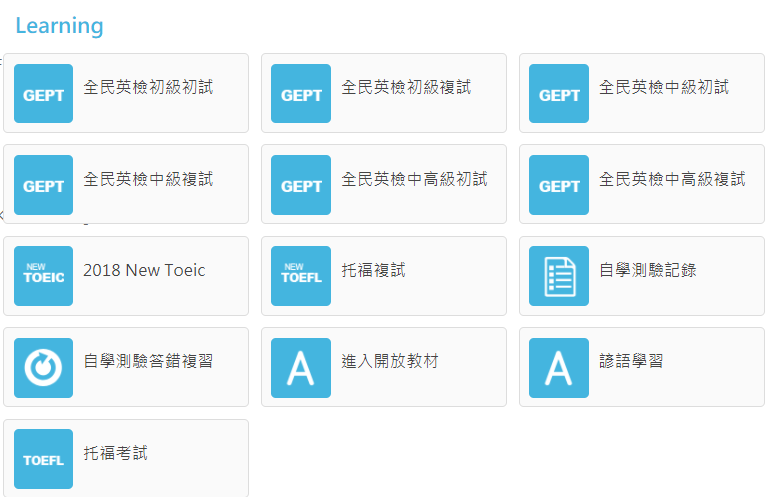 Learning
GEPT 全民英檢初級初試
GEPT 全民英檢初級複試
GEPT 全民英檢中級初試
GEPT 全民英檢中級複試
GEPT 全民英檢中高級初試
GEPT 全民英檢中高級複試
NEW
TOEIC 2018 New Toeic
NEW
TOEFL 托福複試
自學測驗記錄
自學測驗答錯複習
A 進入開放教材
A 諺語學習
TOEFL 托福考試